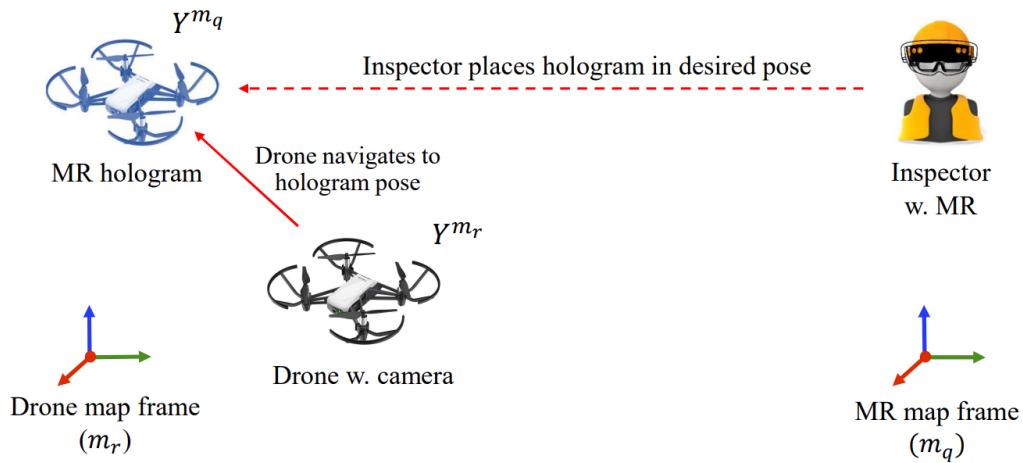 Y^{m_q}
Inspector places hologram in desired pose
MR hologram
Drone navigates to
hologram pose
Inspector
w. MR
Y^{m_r}
Drone w. camera
Drone map frame
(m_r)
MR map frame
(m_q)